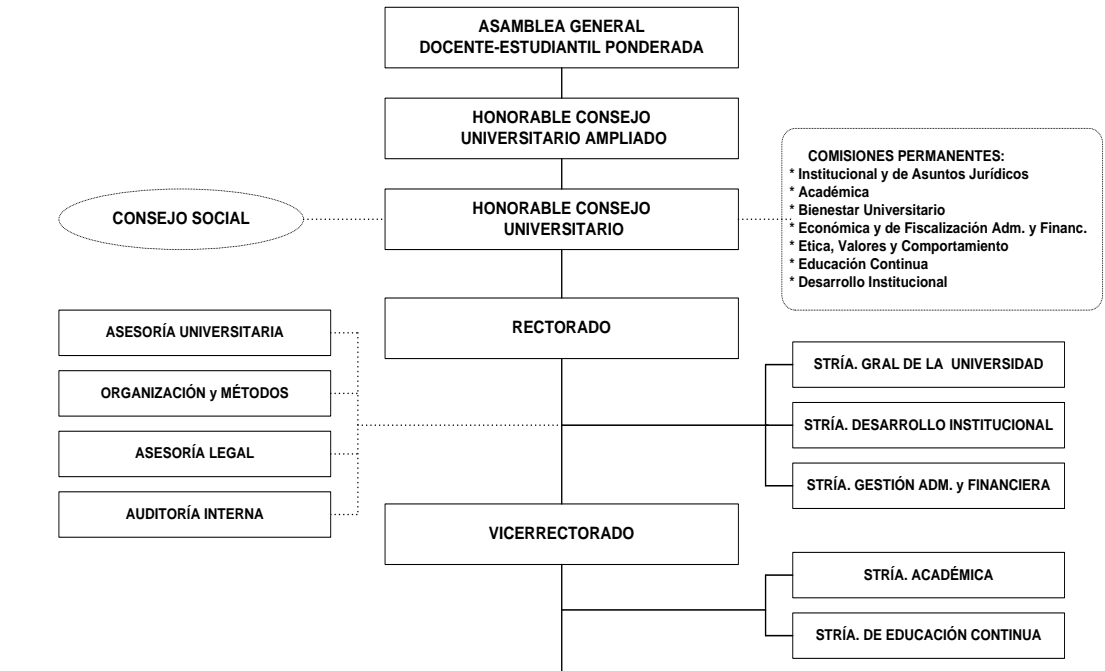 ASAMBLEA GENERAL
DOCENTE-ESTUDIANTIL PONDERADA
HONORABLE CONSEJO
UNIVERSITARIO AMPLIADO
COMISIONES PERMANENTES:
* Institucional y de Asuntos Jurídicos
* Académica
* Bienestar Universitario
* Económica y de Fiscalización Adm. y Financ.
* Etica, Valores y Comportamiento
* Educación Continua
* Desarrollo Institucional
CONSEJO SOCIAL
HONORABLE CONSEJO
UNIVERSITARIO
RECTORADO
ASESORÍA UNIVERSITARIA
ORGANIZACIÓN y MÉTODOS
ASESORÍA LEGAL
AUDITORÍA INTERNA
STRÍA. GRAL DE LA UNIVERSIDAD
STRÍA. DESARROLLO INSTITUCIONAL
STRÍA. GESTIÓN ADM. y FINANCIERA
VICERRECTORADO
STRÍA. ACADÉMICA
STRÍA. DE EDUCACIÓN CONTINUA